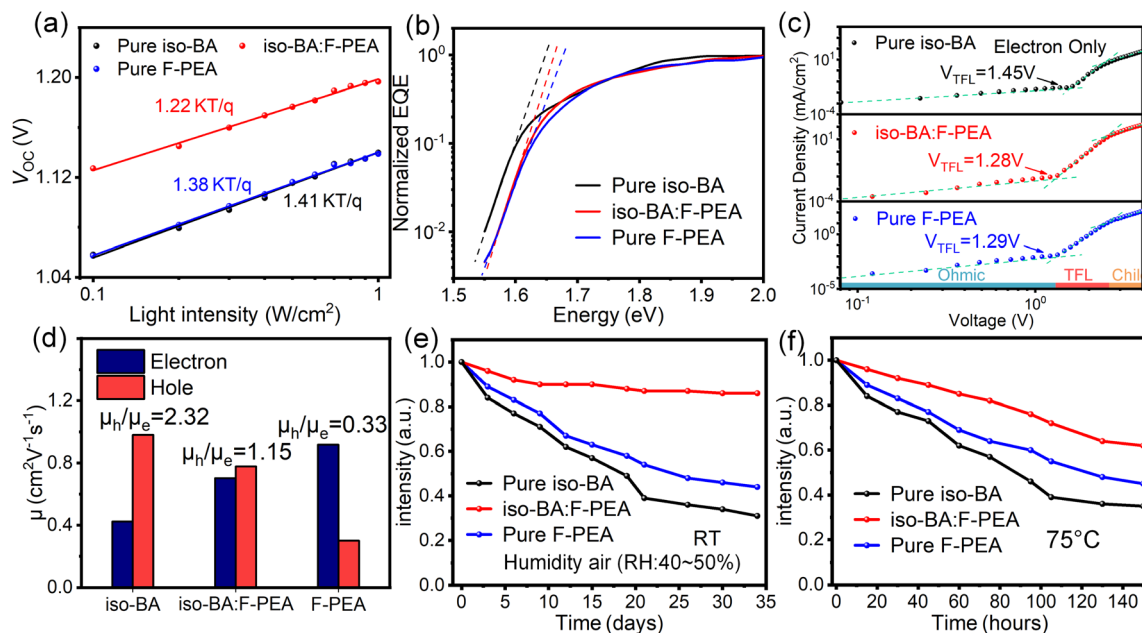 (a)
Pure iso-BA
iso-BA:F-PEA
Pure F-PEA
1.20
1.12
1.04
V_OC (V)
1.22 KT/q
1.38 KT/q
1.41 KT/q
0.1
1
Light intensity (W/cm²)
(b)
10⁰
10⁻¹
10⁻²
Normalized EQE
Pure iso-BA
iso-BA:F-PEA
Pure F-PEA
1.5 1.6 1.7 1.8 1.9 2.0
Energy (eV)
(c)
Current Density (mA/cm²)
10¹
10⁻⁴
Pure iso-BA
Electron Only
V_TFL=1.45V
10¹
10⁻⁴
iso-BA:F-PEA
V_TFL=1.28V
10⁰
10⁻⁵
Pure F-PEA
V_TFL=1.29V
Ohmic
TFL
Child
10⁻¹
10⁰
Voltage (V)
(d)
Electron
Hole
1.2
0.8
0.4
0.0
μ (cm²V⁻¹s⁻¹)
μ_h/μ_e=2.32
μ_h/μ_e=1.15
μ_h/μ_e=0.33
iso-BA
iso-BA:F-PEA
F-PEA
(e)
1.0
0.8
0.6
0.4
0.2
0.0
intensity (a.u.)
Pure iso-BA
iso-BA:F-PEA
Pure F-PEA
RT
Humidity air (RH:40~50%)
0 5 10 15 20 25 30 35
Time (days)
(f)
1.0
0.8
0.6
0.4
0.2
0.0
intensity (a.u.)
Pure iso-BA
iso-BA:F-PEA
Pure F-PEA
75°C
0 20 40 60 80 100 120 140
Time (hours)